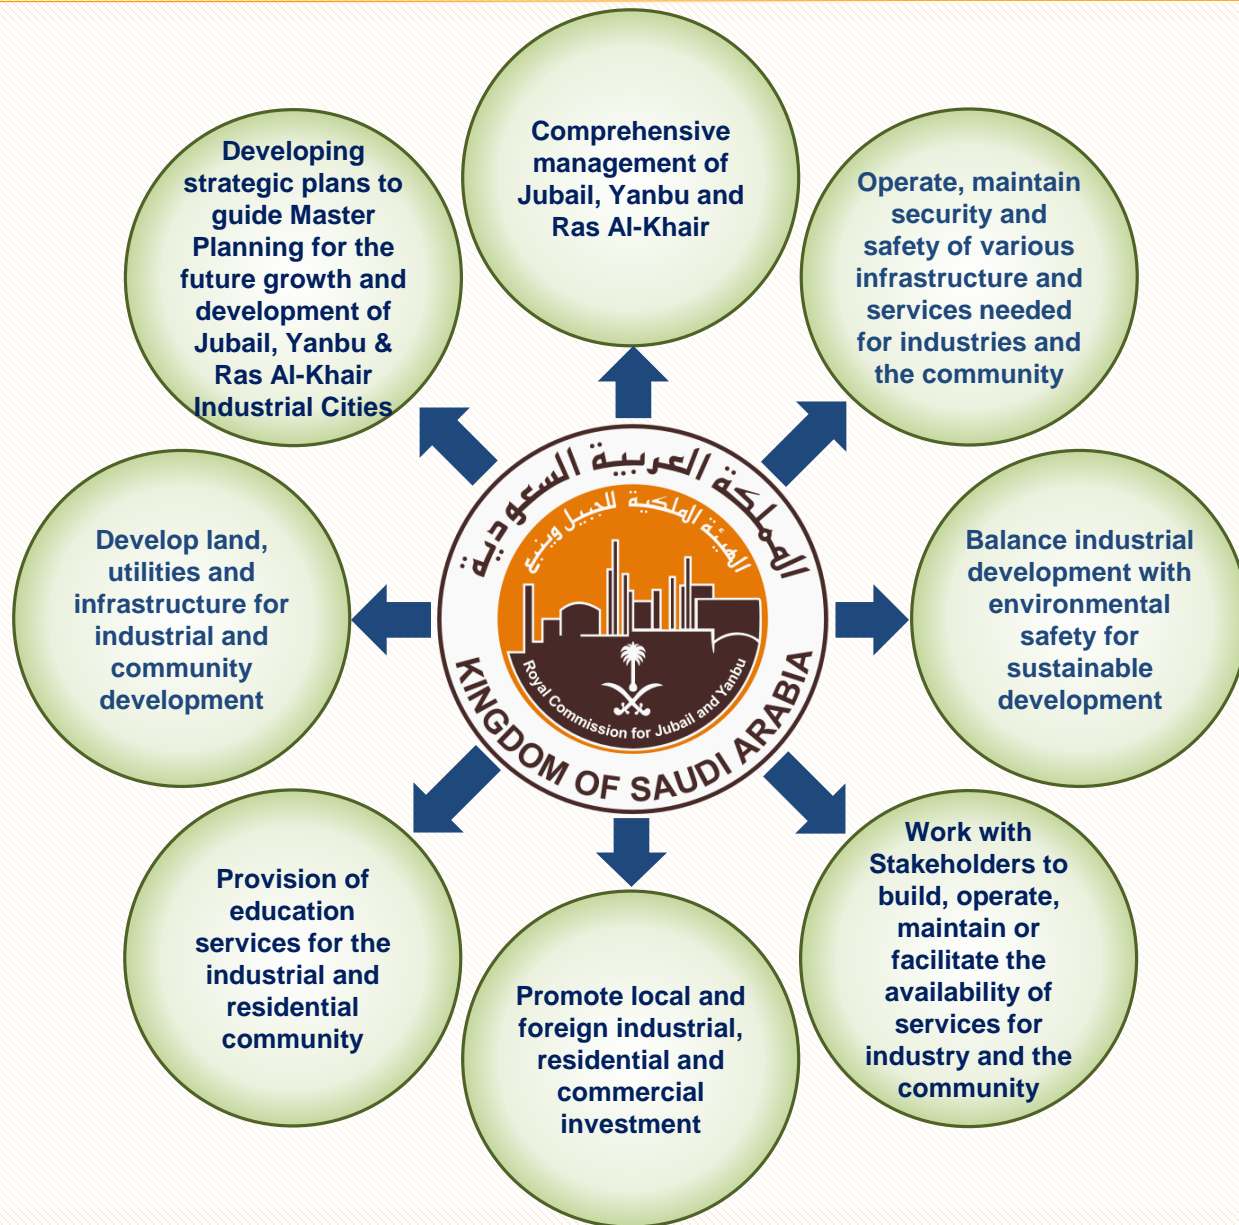 Comprehensive
management of
Jubail, Yanbu and
Ras Al-Khair
Operate, maintain
security and
safety of various
infrastructure and
services needed
for industries and
the community
Balance industrial
development with
environmental
safety for
sustainable
development
Work with
Stakeholders to
build, operate,
maintain or
facilitate the
availability of
services for
industry and the
community
Promote local and
foreign industrial,
residential and
commercial
investment
Provision of
education
services for the
industrial and
residential
community
Develop land,
utilities and
infrastructure for
industrial and
community
development
Developing
strategic plans to
guide Master
Planning for the
future growth and
development of
Jubail, Yanbu &
Ras Al-Khair
Industrial Cities
المملكة العربية السعودية
الهيئة الملكية للجبيل وينبع
Royal Commission for Jubail and Yanbu
KINGDOM OF SAUDI ARABIA